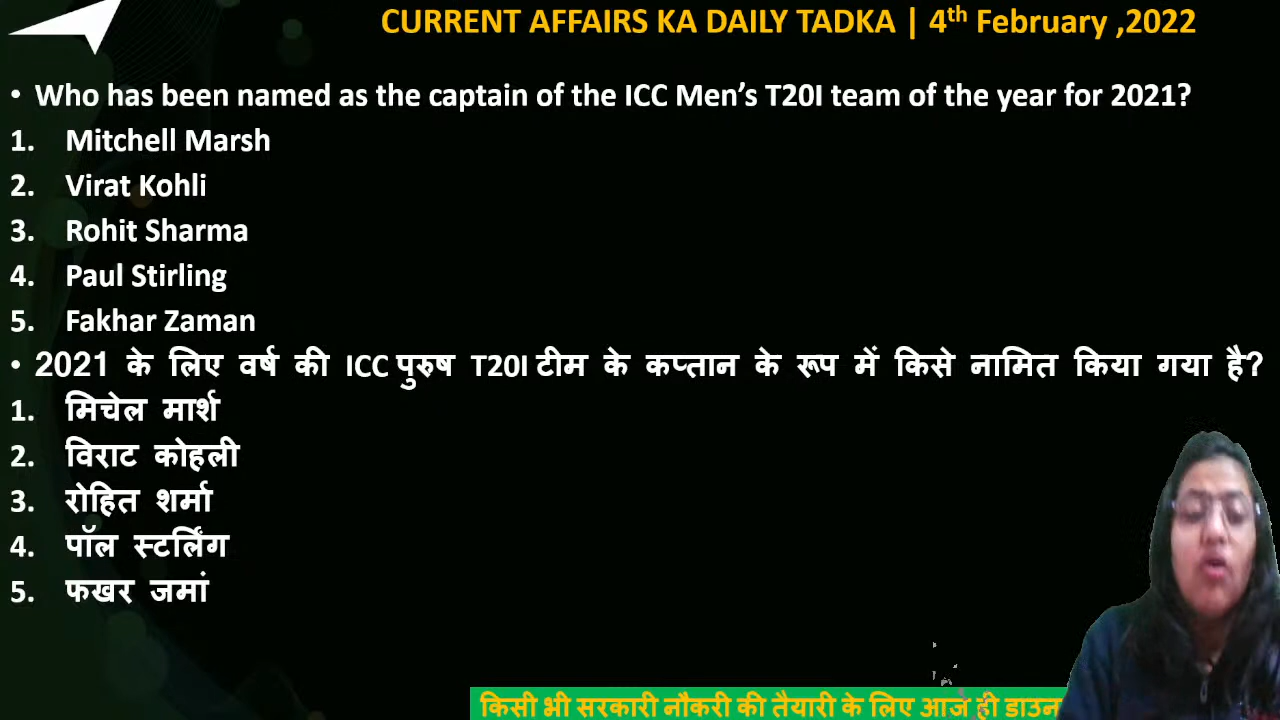 CURRENT AFFAIRS KA DAILY TADKA | 4th February ,2022
• Who has been named as the captain of the ICC Men’s T20I team of the year for 2021?
1. Mitchell Marsh
2. Virat Kohli
3. Rohit Sharma
4. Paul Stirling
5. Fakhar Zaman
• 2021 के लिए वर्ष की ICC पुरुष T20I टीम के कप्तान के रूप में किसे नामित किया गया है?
1. मिचेल मार्श
2. विराट कोहली
3. रोहित शर्मा
4. पॉल स्टर्लिंग
5. फखर जमां
किसी भी सरकारी नौकरी की तैयारी के लिए आज ही डाउन